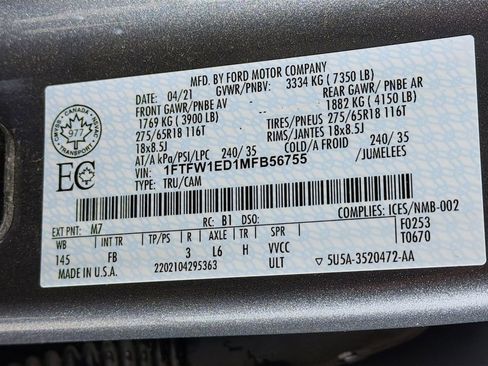 MFD. BY FORD MOTOR COMPANY
04/21 GVWR/PNBV: 3334 KG ( 7350 LB)
FRONT GAWR/PNBE AV REAR GAWR / PNBE AR
1769 KG ( 3900 LB) 1882 KG ( 4150 LB)
275/65R18 116T TIRES/PNEUS 275/65R18 116T
18x8.5J RIMS/JANTES 18x8.5J
AT/A kPa/PSI/LPC 240/ 35 COLD/A FROID 240/ 35
VIN: 1FTFW1ED1MFB56755 /JUMELEES
TYPE: TRU/CAM
CANADA
977
EC
COMPLIES: ICES/NMB-002
EXT PNT: M7 RC: B1 DSO: F0253
WB INT TR TP/PS R AXLE TR SPR T0670
145 FB 3 L6 H VVCC
MADE IN U.S.A. 2202104295363 ULT ▽ 5U5A-3520472-AA